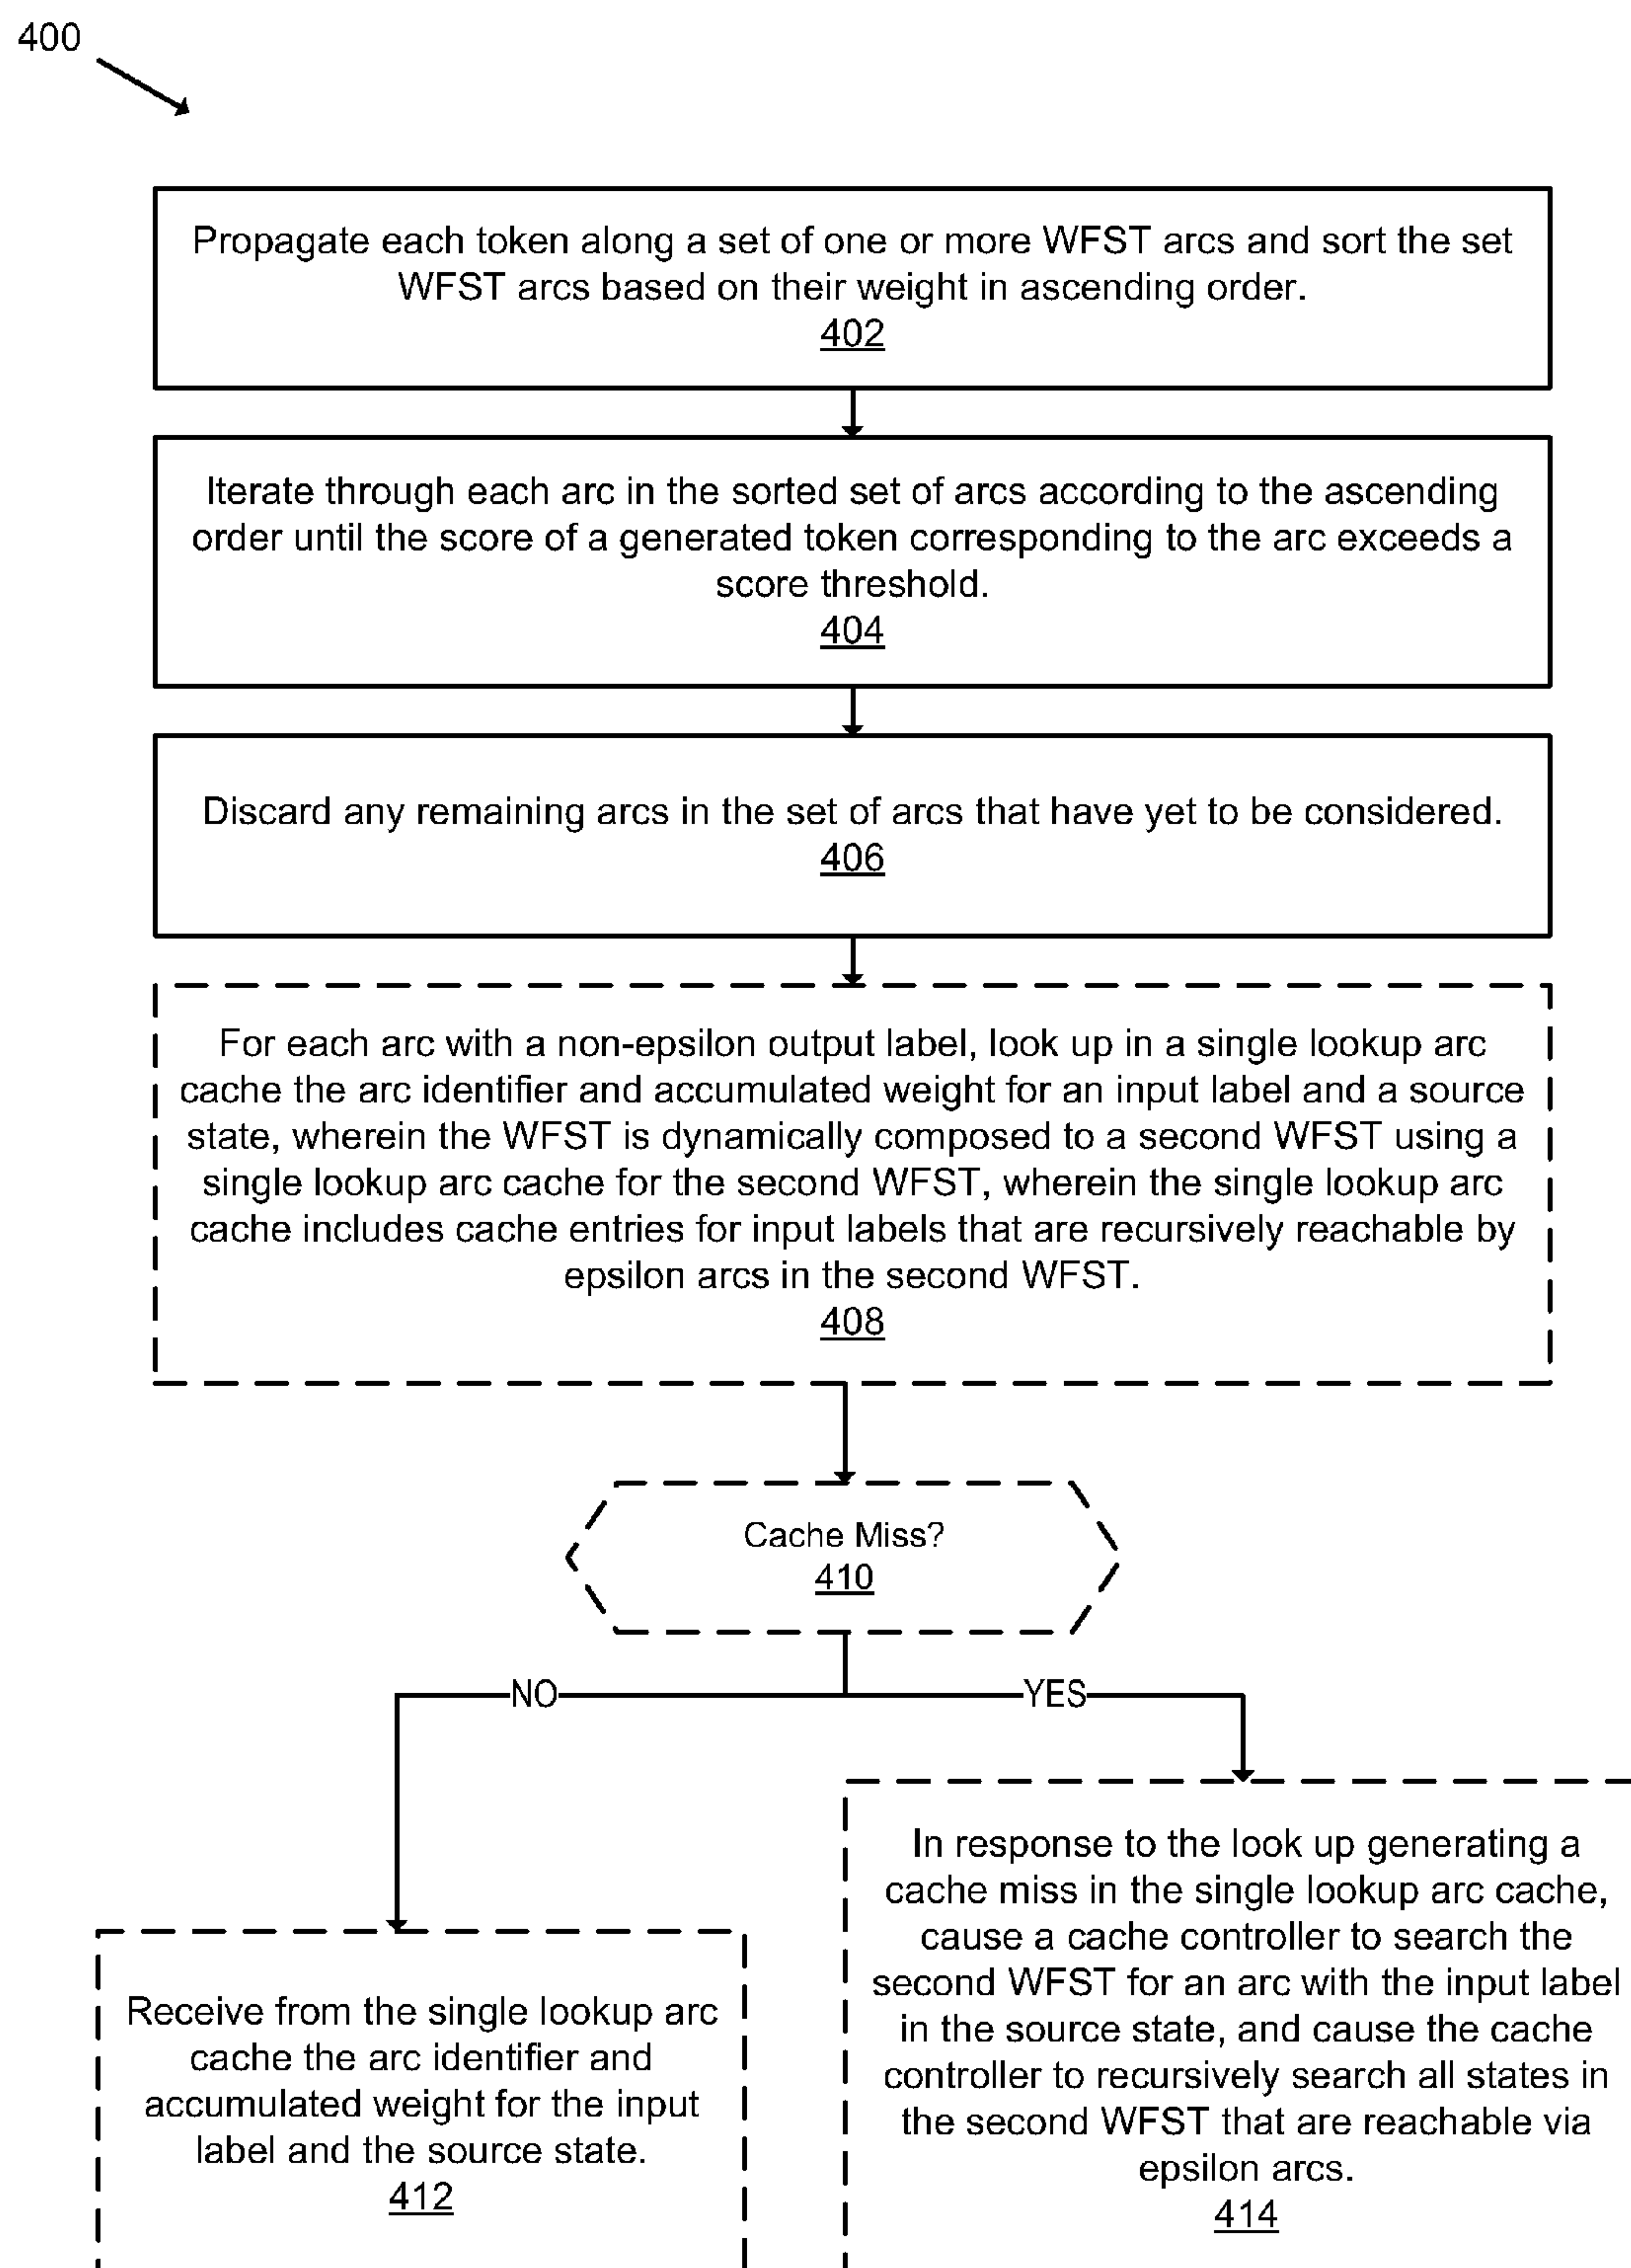 400
Propagate each token along a set of one or more WFST arcs and sort the set
WFST arcs based on their weight in ascending order.
402
Iterate through each arc in the sorted set of arcs according to the ascending
order until the score of a generated token corresponding to the arc exceeds a
score threshold.
404
Discard any remaining arcs in the set of arcs that have yet to be considered.
406
For each arc with a non-epsilon output label, look up in a single lookup arc
cache the arc identifier and accumulated weight for an input label and a source
state, wherein the WFST is dynamically composed to a second WFST using a
single lookup arc cache for the second WFST, wherein the single lookup arc
cache includes cache entries for input labels that are recursively reachable by
epsilon arcs in the second WFST.
408
Cache Miss?
410
NO
YES
Receive from the single lookup arc
cache the arc identifier and
accumulated weight for the input
label and the source state.
412
In response to the look up generating a
cache miss in the single lookup arc cache,
cause a cache controller to search the
second WFST for an arc with the input label
in the source state, and cause the cache
controller to recursively search all states in
the second WFST that are reachable via
epsilon arcs.
414